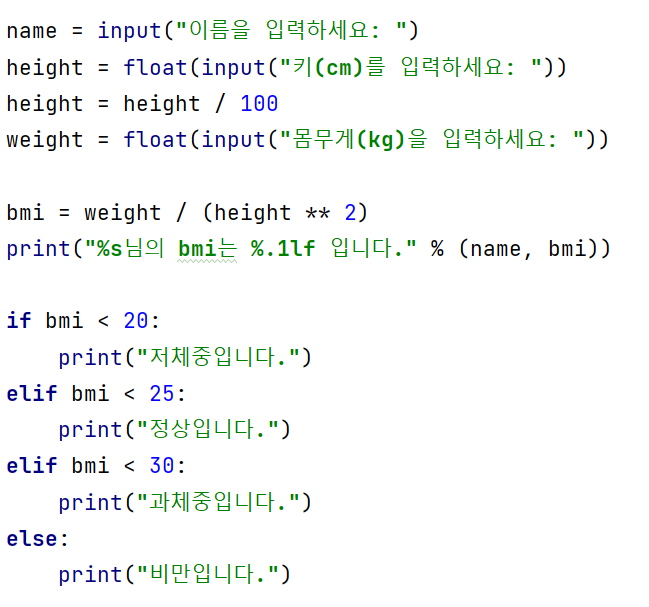 name = input("이름을 입력하세요: ")
height = float(input("키(cm)를 입력하세요: "))
height = height / 100
weight = float(input("몸무게(kg)을 입력하세요: "))
bmi = weight / (height ** 2)
print("%s님의 bmi는 %.1lf 입니다." % (name, bmi))
if bmi < 20:
    print("저체중입니다.")
elif bmi < 25:
    print("정상입니다.")
elif bmi < 30:
    print("과체중입니다.")
else:
    print("비만입니다.")